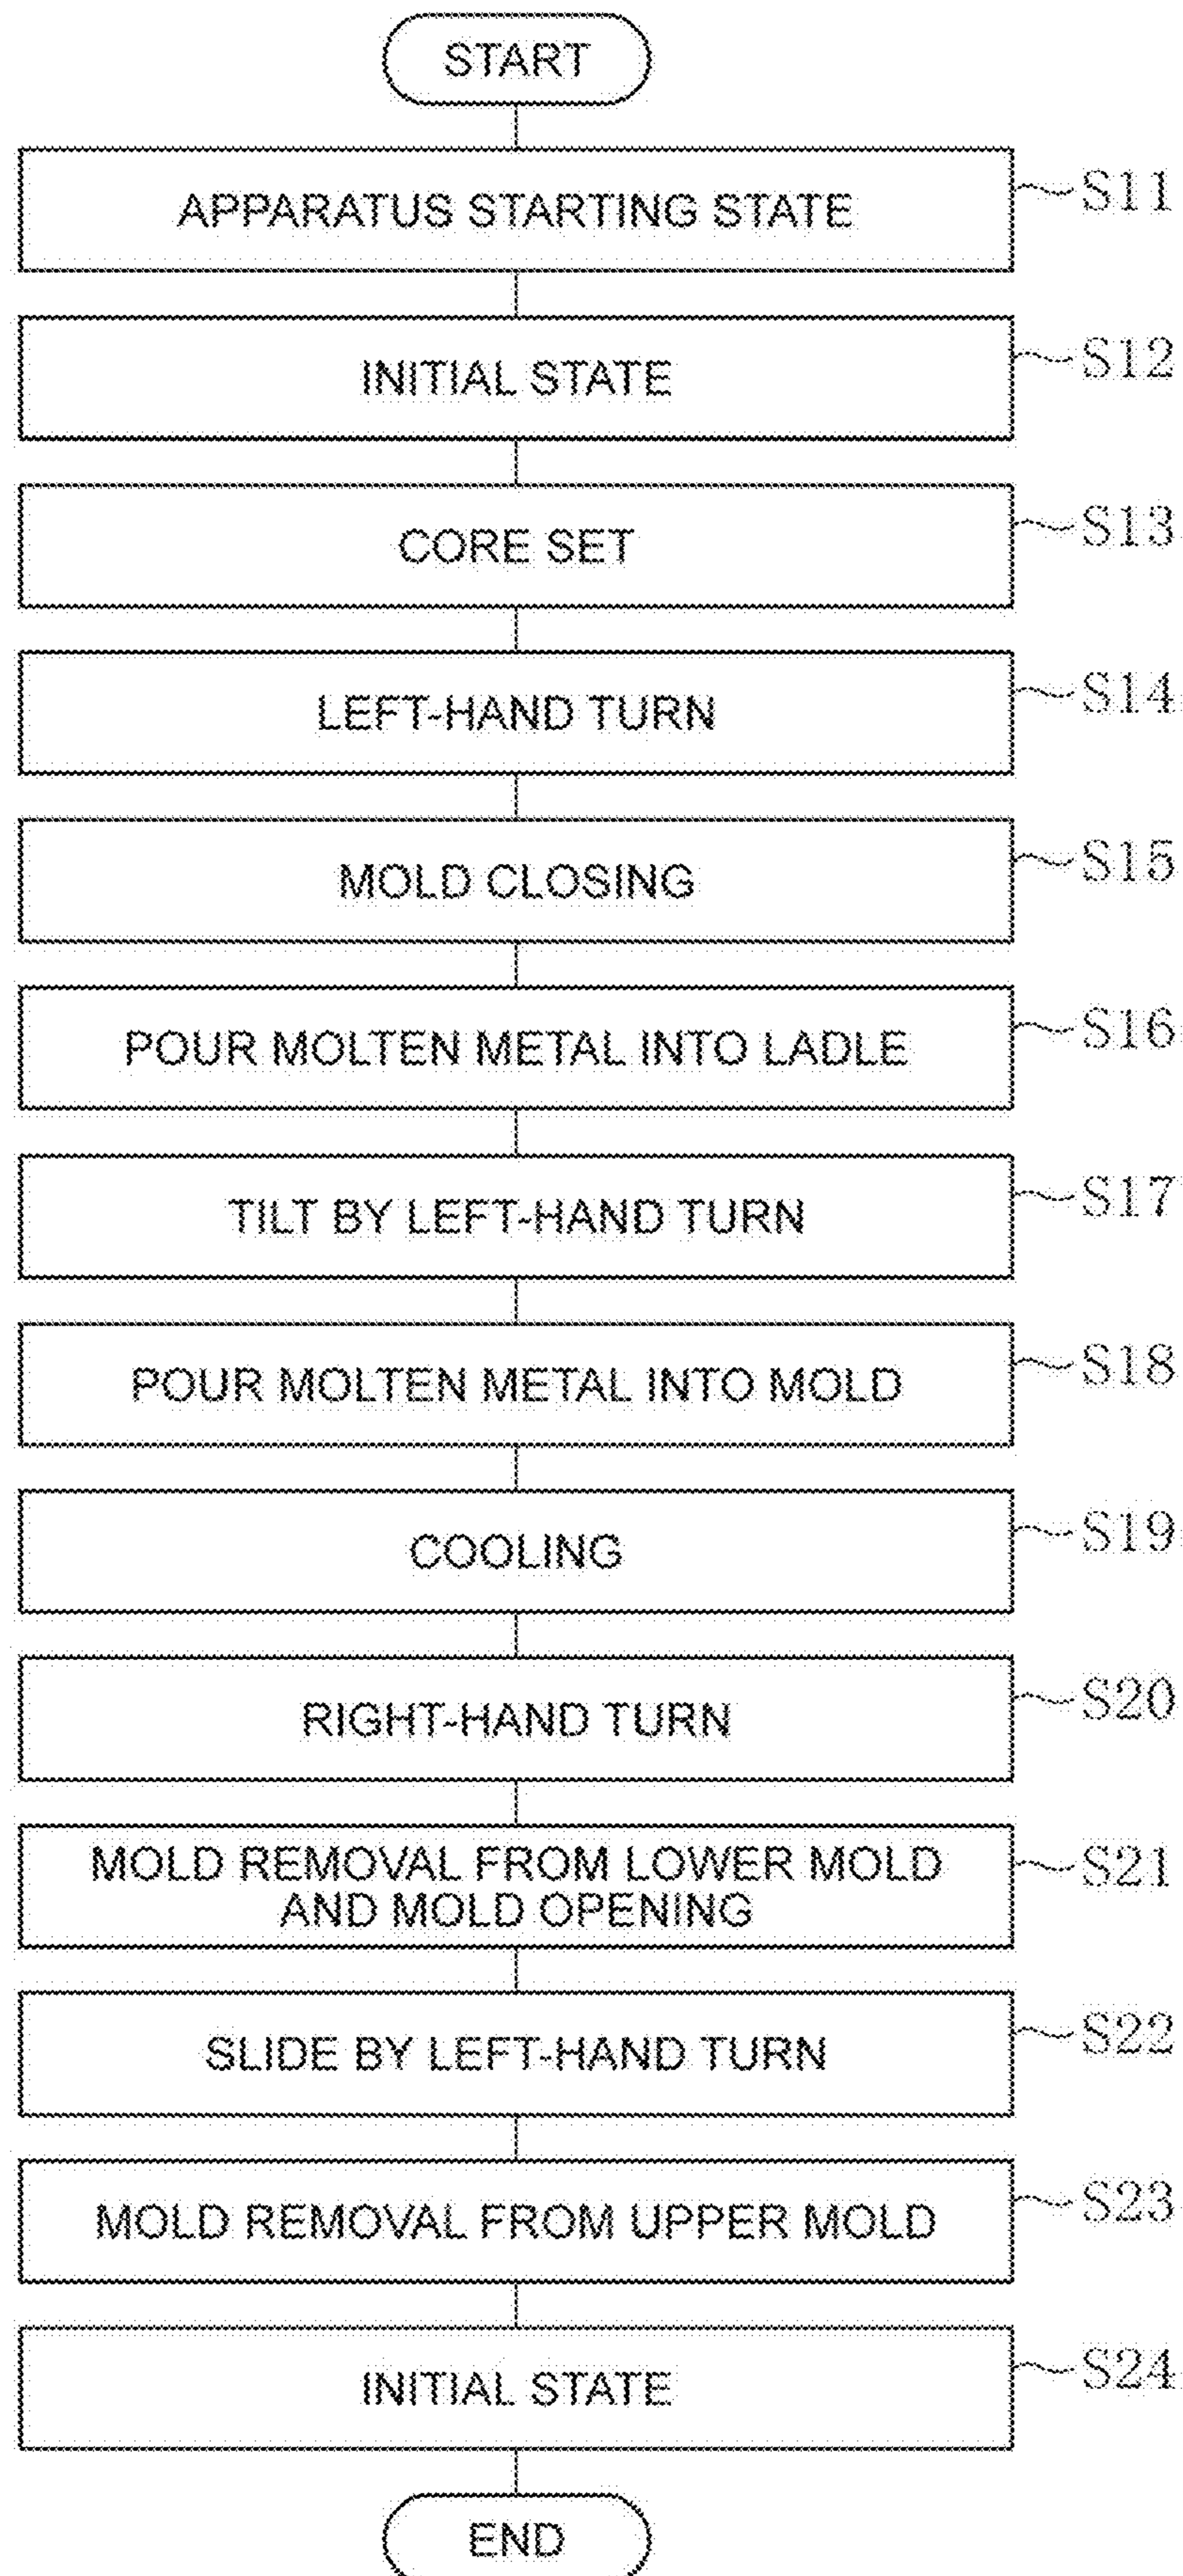 START
APPARATUS STARTING STATE
S11
INITIAL STATE
S12
CORE SET
S13
LEFT-HAND TURN
S14
MOLD CLOSING
S15
POUR MOLTEN METAL INTO LADLE
S16
TILT BY LEFT-HAND TURN
S17
POUR MOLTEN METAL INTO MOLD
S18
COOLING
S19
RIGHT-HAND TURN
S20
MOLD REMOVAL FROM LOWER MOLD
AND MOLD OPENING
S21
SLIDE BY LEFT-HAND TURN
S22
MOLD REMOVAL FROM UPPER MOLD
S23
INITIAL STATE
S24
END